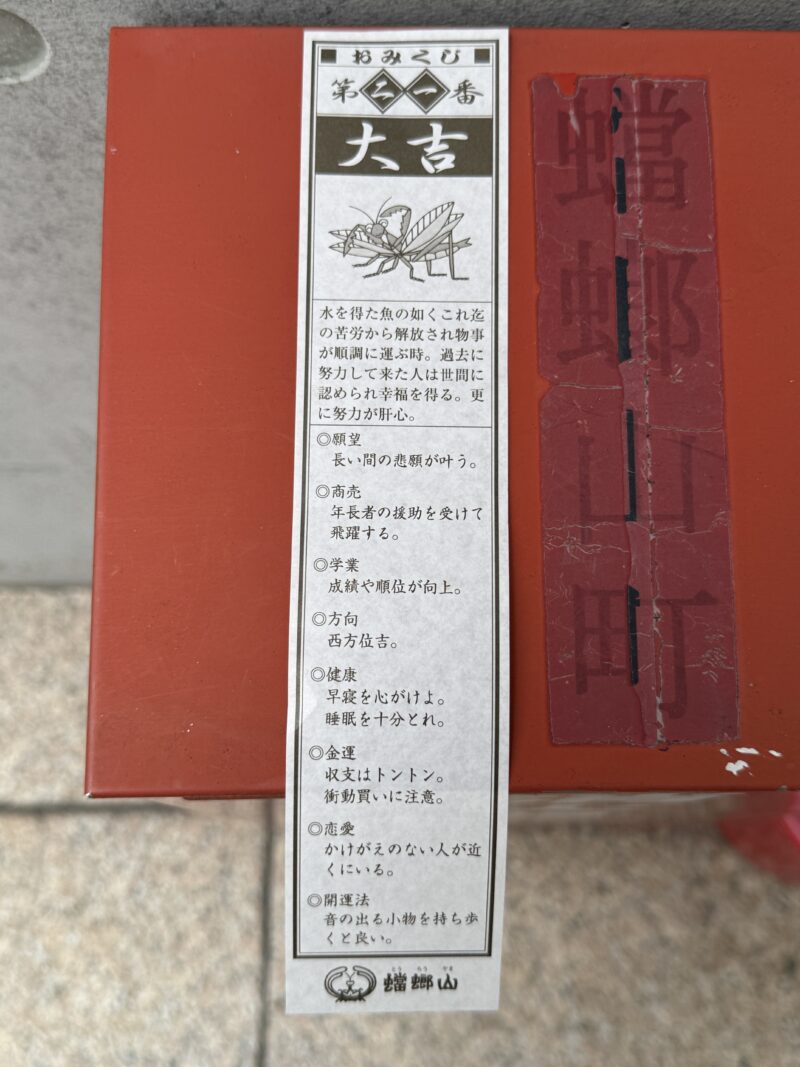 おみくじ
第二一番
大吉
水を得た魚の如くこれ迄
の苦労から解放され物事
が順調に運ぶ時。過去に
努力して来た人は世間に
認められ幸福を得る。更
に努力が肝心。
◎願望
長い間の悲願が叶う。
◎商売
年長者の援助を受けて
飛躍する。
◎学業
成績や順位が向上。
◎方向
西方位吉。
◎健康
早寝を心がけよ。
睡眠を十分とれ。
◎金運
収支はトントン。
衝動買いに注意。
◎恋愛
かけがえのない人が近
くにいる。
◎開運法
音の出る小物を持ち歩
くと良い。
とう ろう やま
蟷螂山
蟷螂山町